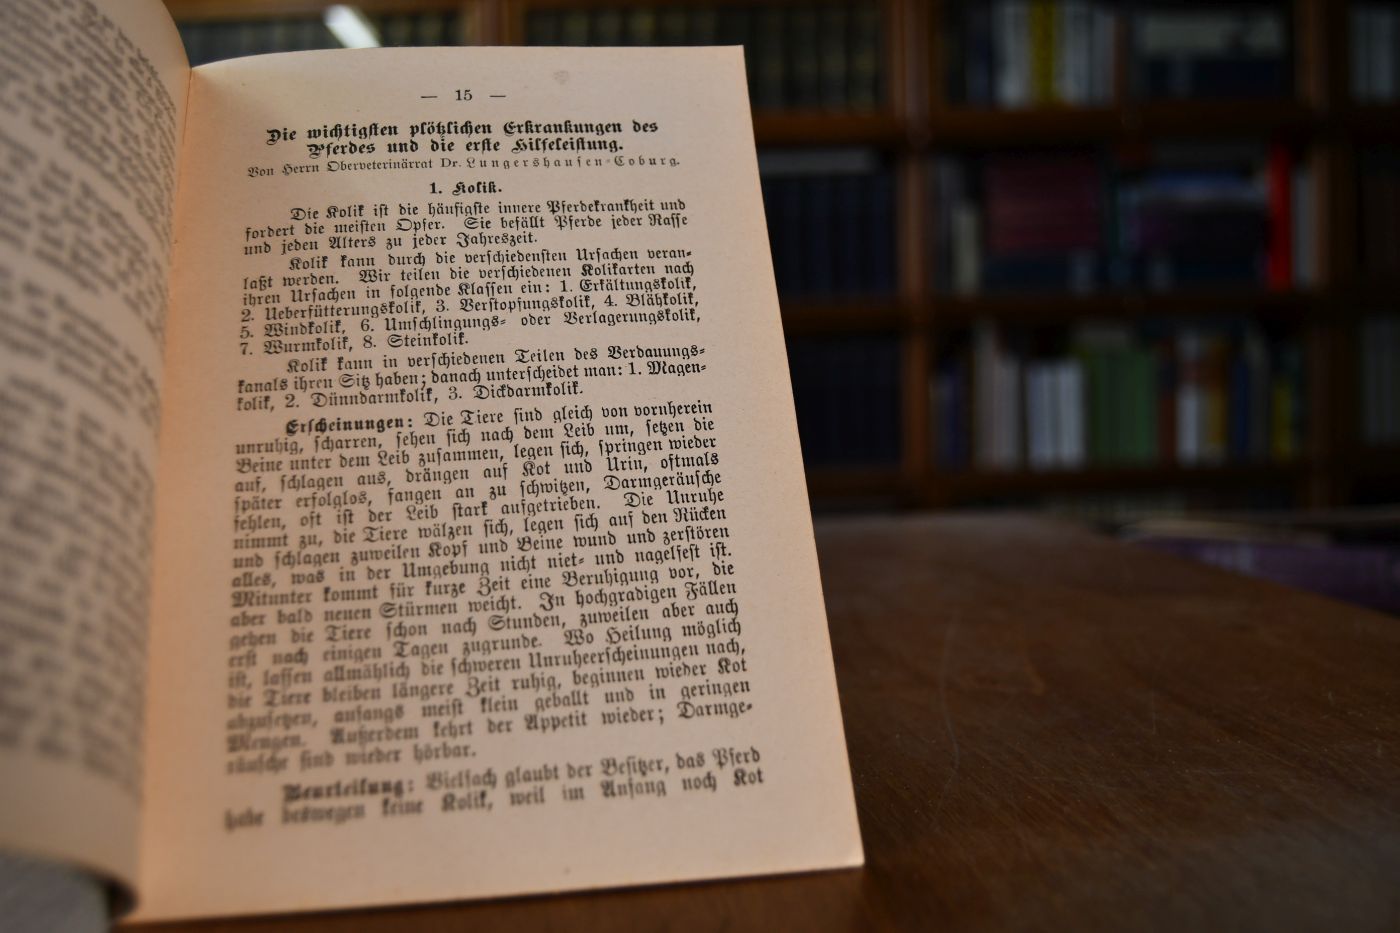 — 15 —
Die wichtigsten plötzlichen Erkrankungen des
Pferdes und die erste Hilfeleistung.
Von Herrn Oberveterinärrat Dr. Lungershausen-Coburg.
1. Kolik.
Die Kolik ist die häufigste innere Pferdekrankheit und
fordert die meisten Opfer. Sie befällt Pferde jeder Rasse
und jeden Alters zu jeder Jahreszeit.
Kolik kann durch die verschiedensten Ursachen veran-
laßt werden. Wir teilen die verschiedenen Kolikarten nach
ihren Ursachen in folgende Klassen ein: 1. Erkältungskolik,
2. Ueberfütterungskolik, 3. Verstopfungskolik, 4. Blähkolik,
5. Windkolik, 6. Umschlingungs- oder Verlagerungskolik,
7. Wurmkolik, 8. Steinkolik.
Kolik kann in verschiedenen Teilen des Verdauungs-
kanals ihren Sitz haben; danach unterscheidet man: 1. Magen-
kolik, 2. Dünndarmkolik, 3. Dickdarmkolik.
Erscheinungen: Die Tiere sind gleich von vornherein
unruhig, scharren, sehen sich nach dem Leib um, setzen die
Beine unter dem Leib zusammen, legen sich, springen wieder
auf, schlagen aus, drängen auf Kot und Urin, oftmals
später erfolglos, fangen an zu schwitzen, Darmgeräusche
fehlen, oft ist der Leib stark aufgetrieben. Die Unruhe
nimmt zu, die Tiere wälzen sich, legen sich auf den Rücken
und schlagen zuweilen Kopf und Beine wund und zerstören
alles, was in der Umgebung nicht niet- und nagelfest ist.
Mitunter kommt für kurze Zeit eine Beruhigung vor, die
aber bald neuen Stürmen weicht. In hochgradigen Fällen
gehen die Tiere schon nach Stunden, zuweilen aber auch
erst nach einigen Tagen zugrunde. Wo Heilung möglich
ist, lassen allmählich die schweren Unruheerscheinungen nach,
die Tiere bleiben längere Zeit ruhig, beginnen wieder Kot
abzusetzen, anfangs meist klein geballt und in geringen
Mengen. Außerdem kehrt der Appetit wieder; Darmge-
räusche sind wieder hörbar.
Beurteilung: Vielfach glaubt der Besitzer, das Pferd
habe deswegen keine Kolik, weil im Anfang noch Kot